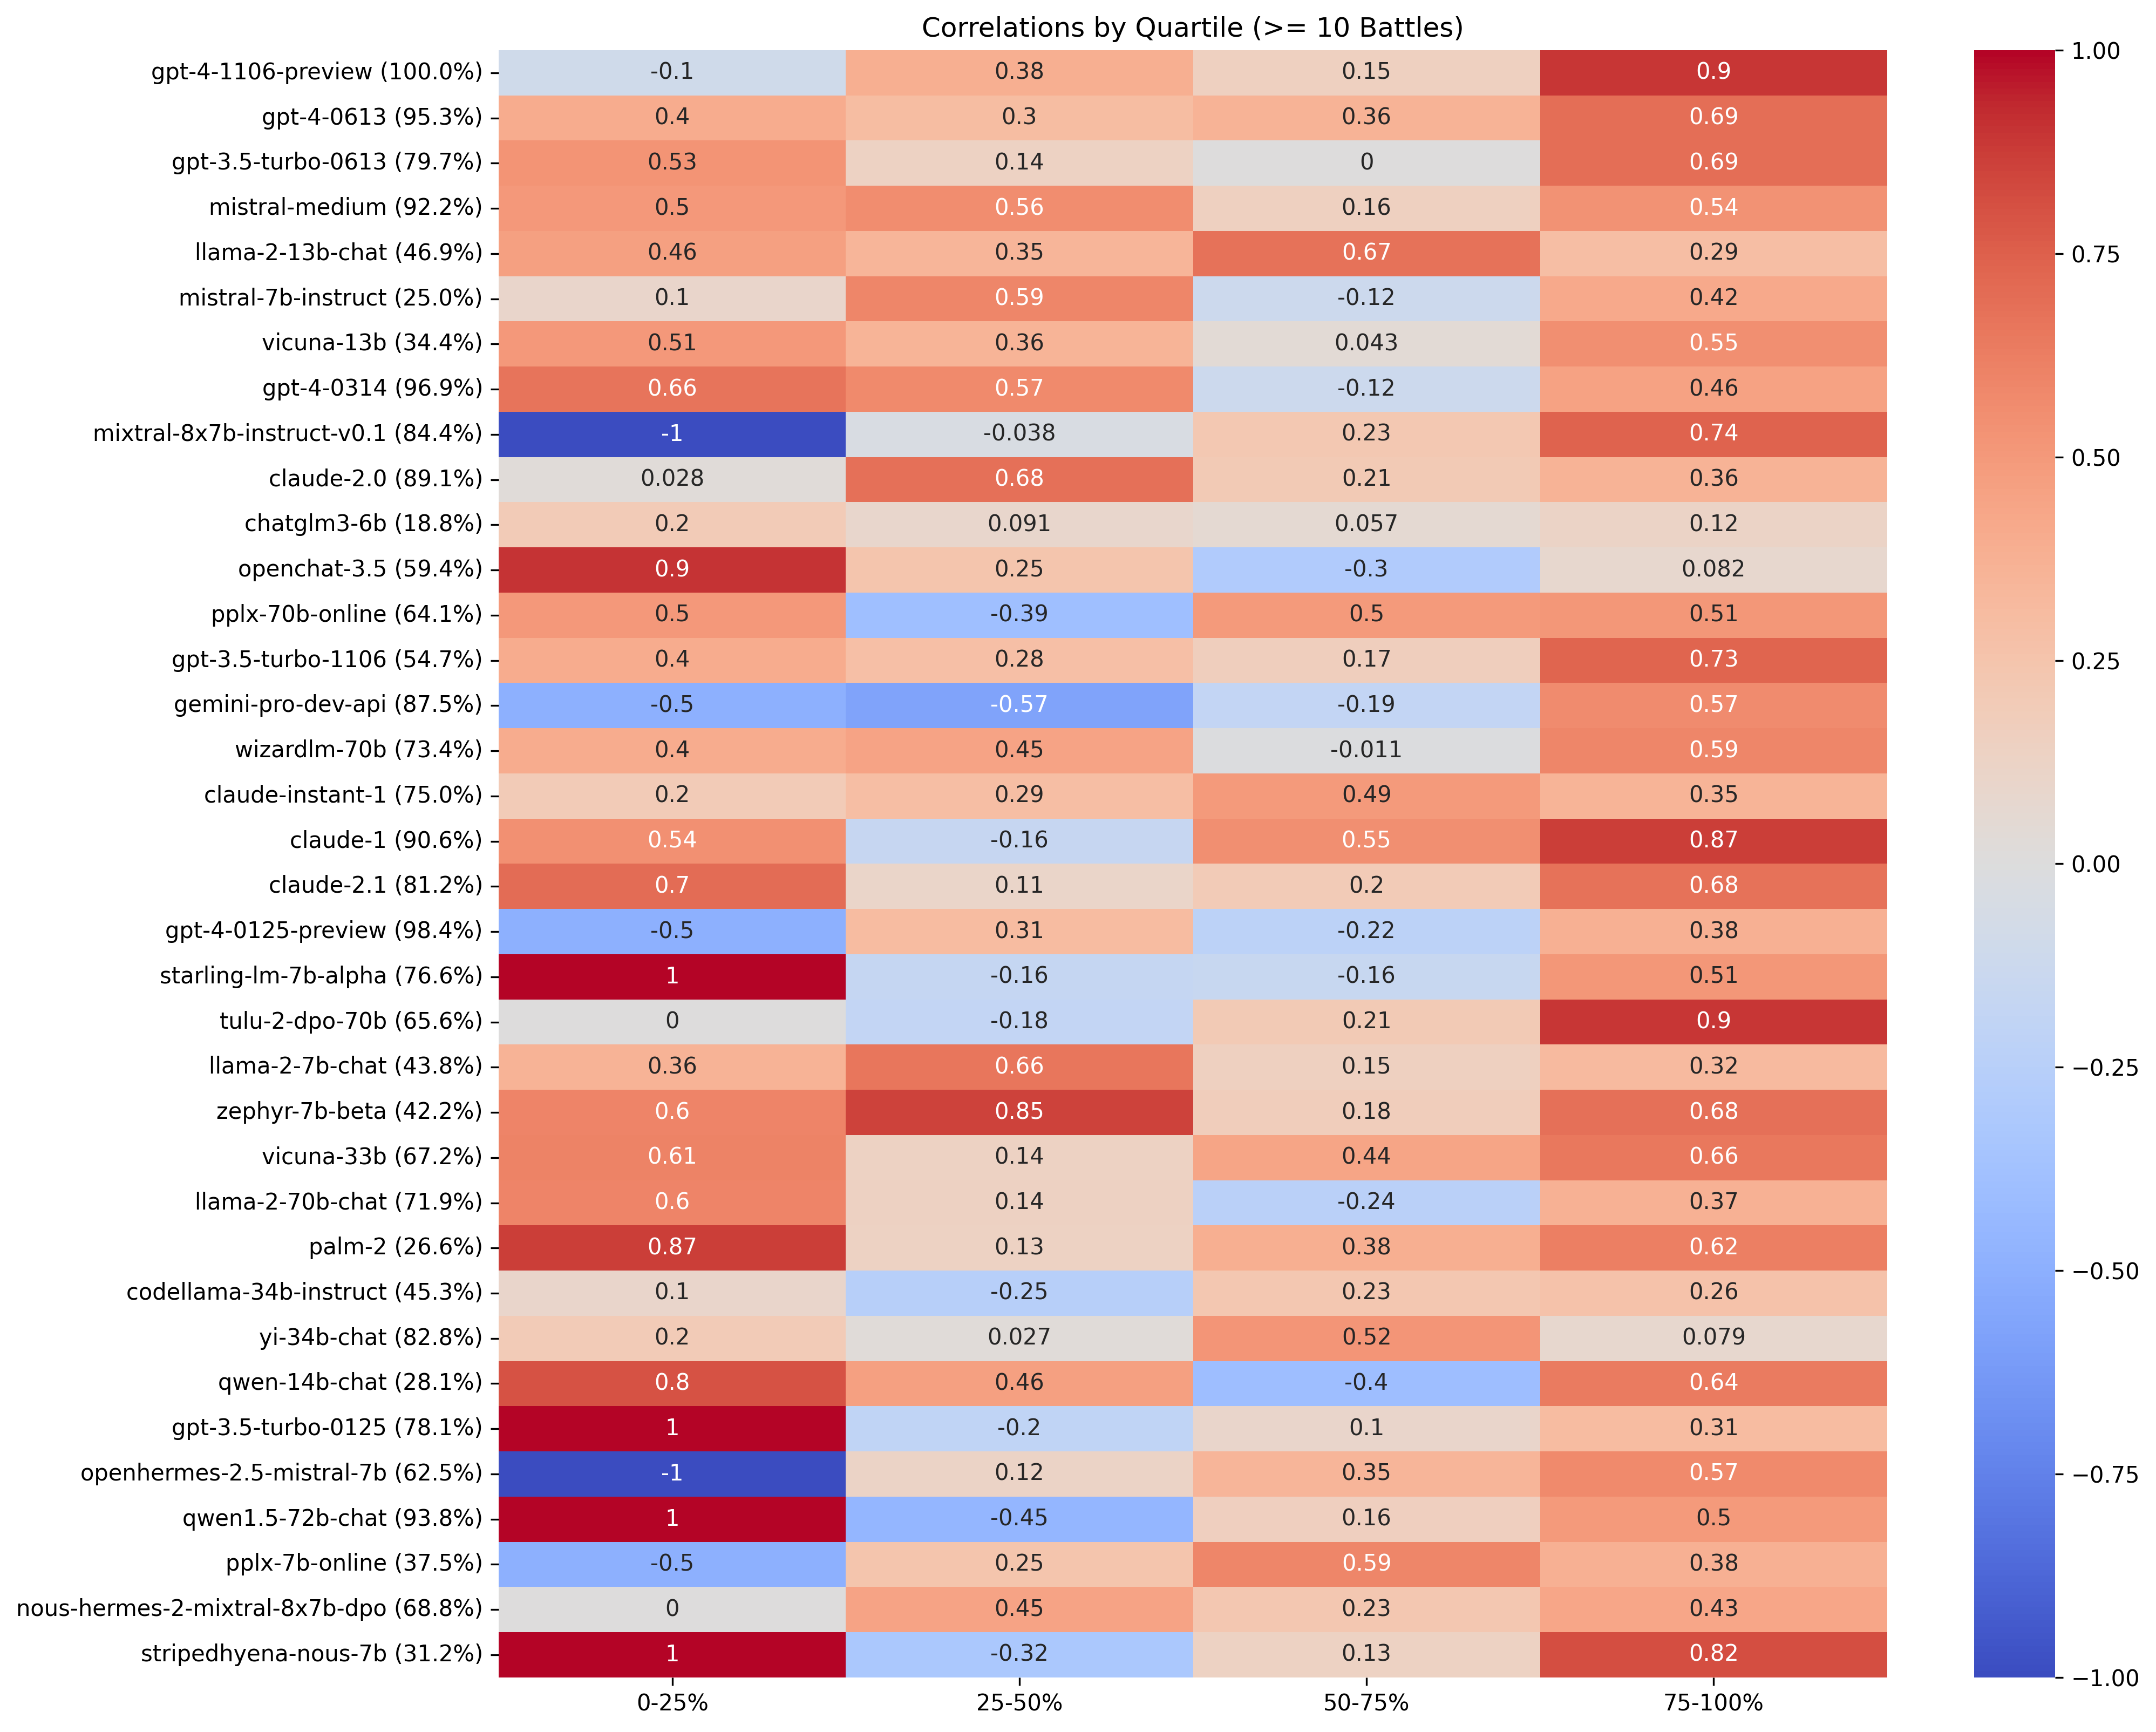 Correlations by Quartile (>= 10 Battles)
gpt-4-1106-preview (100.0%) -0.1 0.38 0.15 0.9
gpt-4-0613 (95.3%) 0.4 0.3 0.36 0.69
gpt-3.5-turbo-0613 (79.7%) 0.53 0.14 0 0.69
mistral-medium (92.2%) 0.5 0.56 0.16 0.54
llama-2-13b-chat (46.9%) 0.46 0.35 0.67 0.29
mistral-7b-instruct (25.0%) 0.1 0.59 -0.12 0.42
vicuna-13b (34.4%) 0.51 0.36 0.043 0.55
gpt-4-0314 (96.9%) 0.66 0.57 -0.12 0.46
mixtral-8x7b-instruct-v0.1 (84.4%) -1 -0.038 0.23 0.74
claude-2.0 (89.1%) 0.028 0.68 0.21 0.36
chatglm3-6b (18.8%) 0.2 0.091 0.057 0.12
openchat-3.5 (59.4%) 0.9 0.25 -0.3 0.082
pplx-70b-online (64.1%) 0.5 -0.39 0.5 0.51
gpt-3.5-turbo-1106 (54.7%) 0.4 0.28 0.17 0.73
gemini-pro-dev-api (87.5%) -0.5 -0.57 -0.19 0.57
wizardlm-70b (73.4%) 0.4 0.45 -0.011 0.59
claude-instant-1 (75.0%) 0.2 0.29 0.49 0.35
claude-1 (90.6%) 0.54 -0.16 0.55 0.87
claude-2.1 (81.2%) 0.7 0.11 0.2 0.68
gpt-4-0125-preview (98.4%) -0.5 0.31 -0.22 0.38
starling-lm-7b-alpha (76.6%) 1 -0.16 -0.16 0.51
tulu-2-dpo-70b (65.6%) 0 -0.18 0.21 0.9
llama-2-7b-chat (43.8%) 0.36 0.66 0.15 0.32
zephyr-7b-beta (42.2%) 0.6 0.85 0.18 0.68
vicuna-33b (67.2%) 0.61 0.14 0.44 0.66
llama-2-70b-chat (71.9%) 0.6 0.14 -0.24 0.37
palm-2 (26.6%) 0.87 0.13 0.38 0.62
codellama-34b-instruct (45.3%) 0.1 -0.25 0.23 0.26
yi-34b-chat (82.8%) 0.2 0.027 0.52 0.079
qwen-14b-chat (28.1%) 0.8 0.46 -0.4 0.64
gpt-3.5-turbo-0125 (78.1%) 1 -0.2 0.1 0.31
openhermes-2.5-mistral-7b (62.5%) -1 0.12 0.35 0.57
qwen1.5-72b-chat (93.8%) 1 -0.45 0.16 0.5
pplx-7b-online (37.5%) -0.5 0.25 0.59 0.38
nous-hermes-2-mixtral-8x7b-dpo (68.8%) 0 0.45 0.23 0.43
stripedhyena-nous-7b (31.2%) 1 -0.32 0.13 0.82
0-25% 25-50% 50-75% 75-100%
1.00
0.75
0.50
0.25
0.00
−0.25
−0.50
−0.75
−1.00